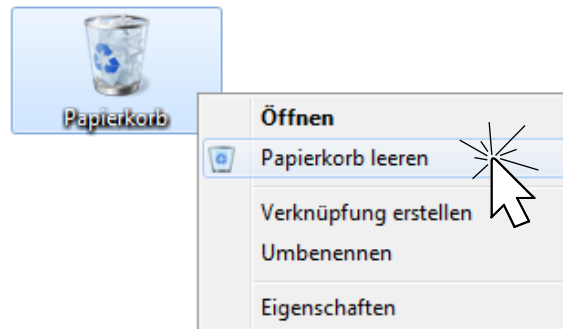 Papierkorb
Öffnen
Papierkorb leeren
Verknüpfung erstellen
Umbenennen
Eigenschaften